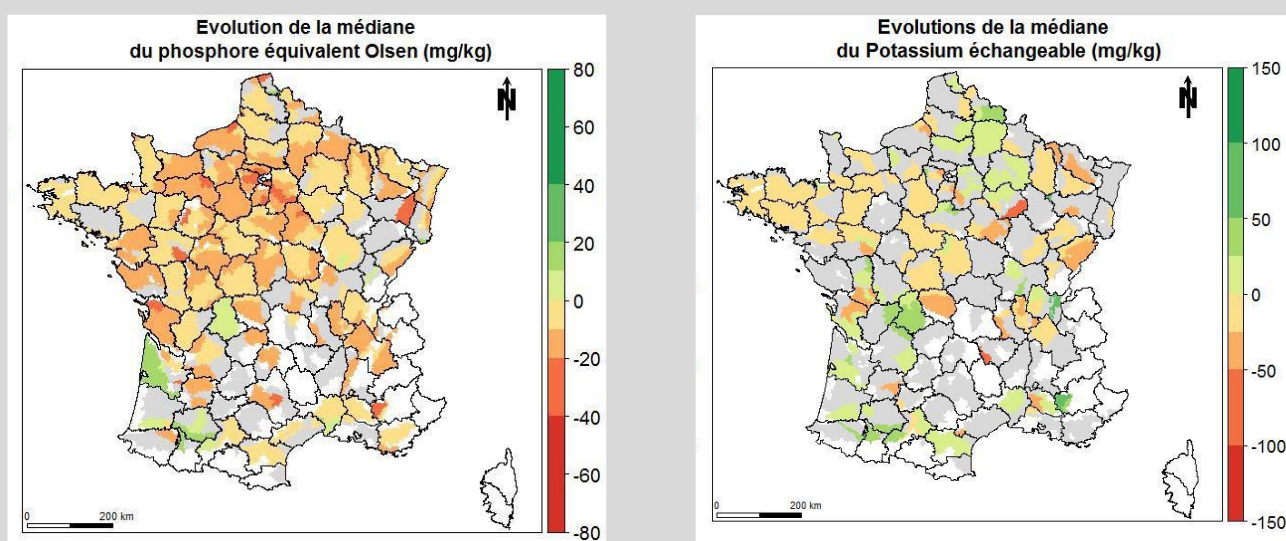 Evolution de la médiane
du phosphore équivalent Olsen (mg/kg)
N
80
60
40
20
0
-20
-40
-60
-80
0
200 km
Evolutions de la médiane
du Potassium échangeable (mg/kg)
N
150
100
50
0
-50
-100
-150
0
200 km